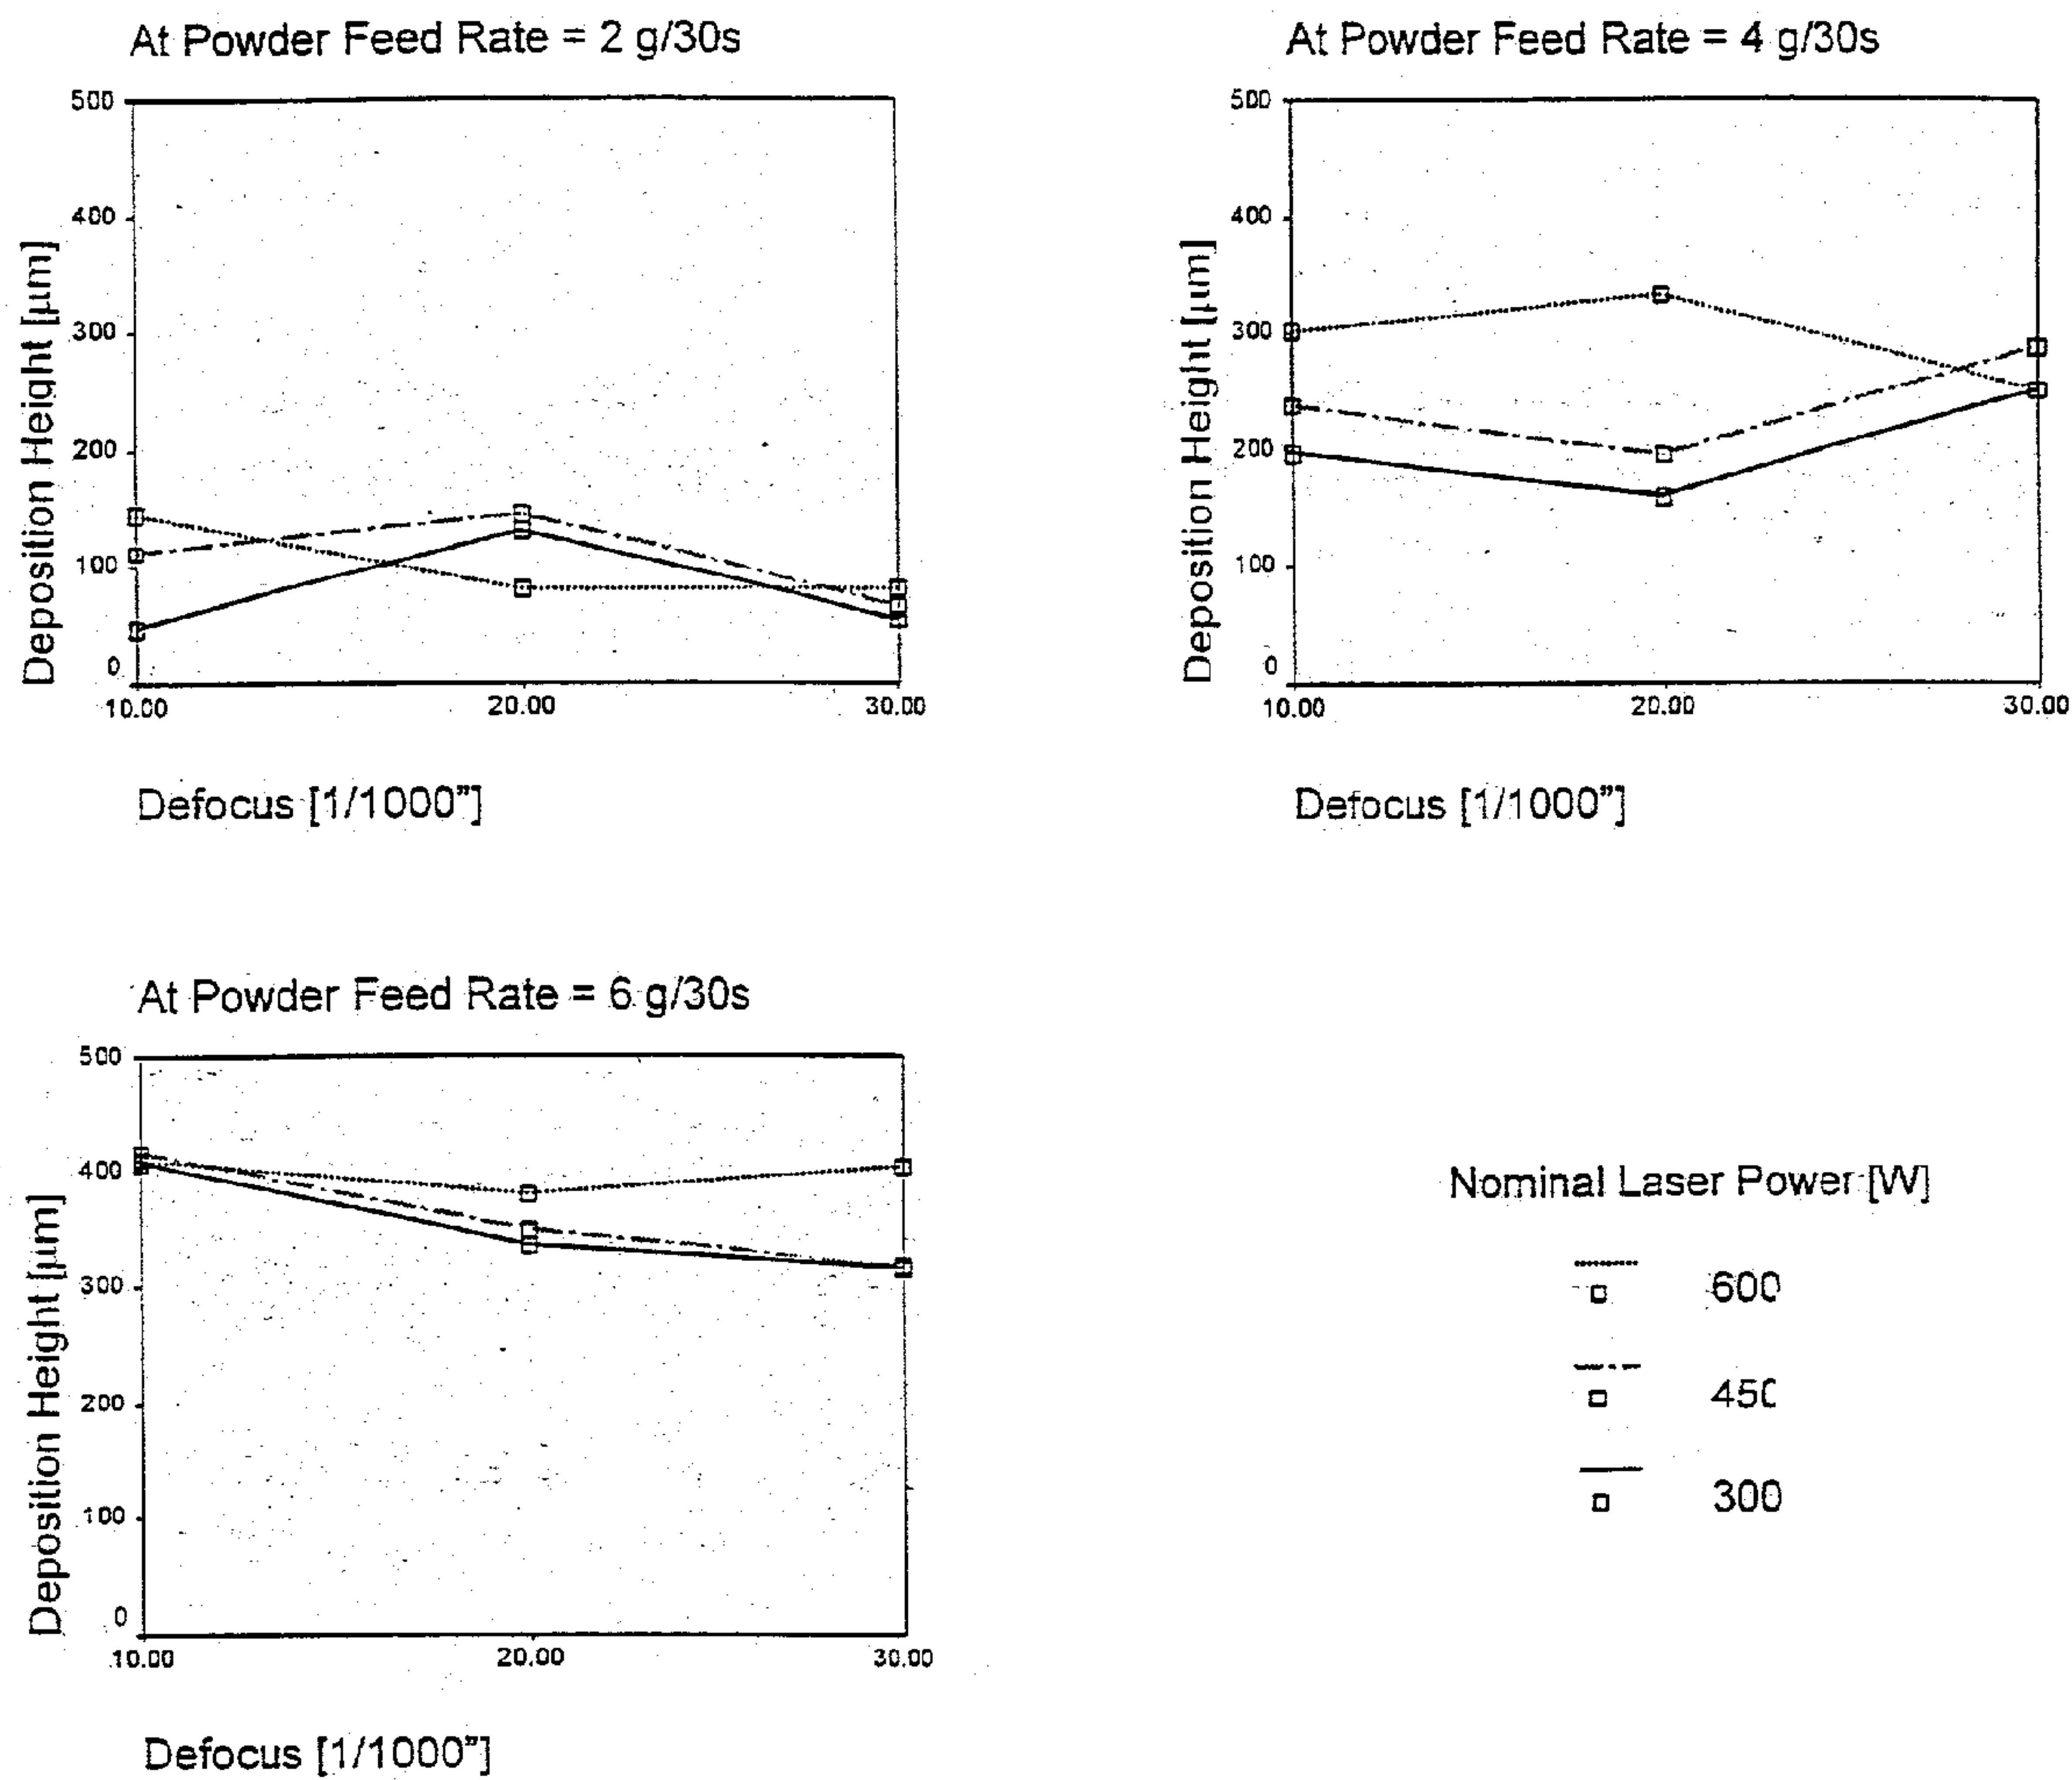 At Powder Feed Rate = 2 g/30s
500
400
300
200
100
0
Deposition Height [µm]
10.00 20.00 30.00
Defocus [1/1000”]
At Powder Feed Rate = 4 g/30s
500
400
300
200
100
0
Deposition Height [µm]
10.00 20.00 30.00
Defocus [1/1000”]
At Powder Feed Rate = 6 g/30s
500
400
300
200
100
0
Deposition Height [µm]
10.00 20.00 30.00
Defocus [1/1000”]
Nominal Laser Power [W]
600
450
300